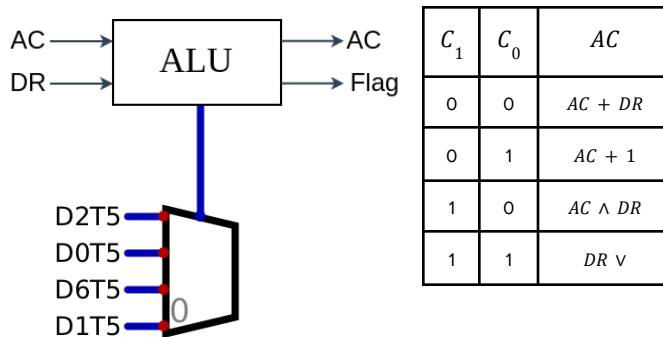 AC
DR
ALU
AC
Flag
D2T5
D0T5
D6T5
D1T5
0
C₁ C₀ AC
0 0 AC + DR
0 1 AC + 1
1 0 AC ∧ DR
1 1 DR ∨